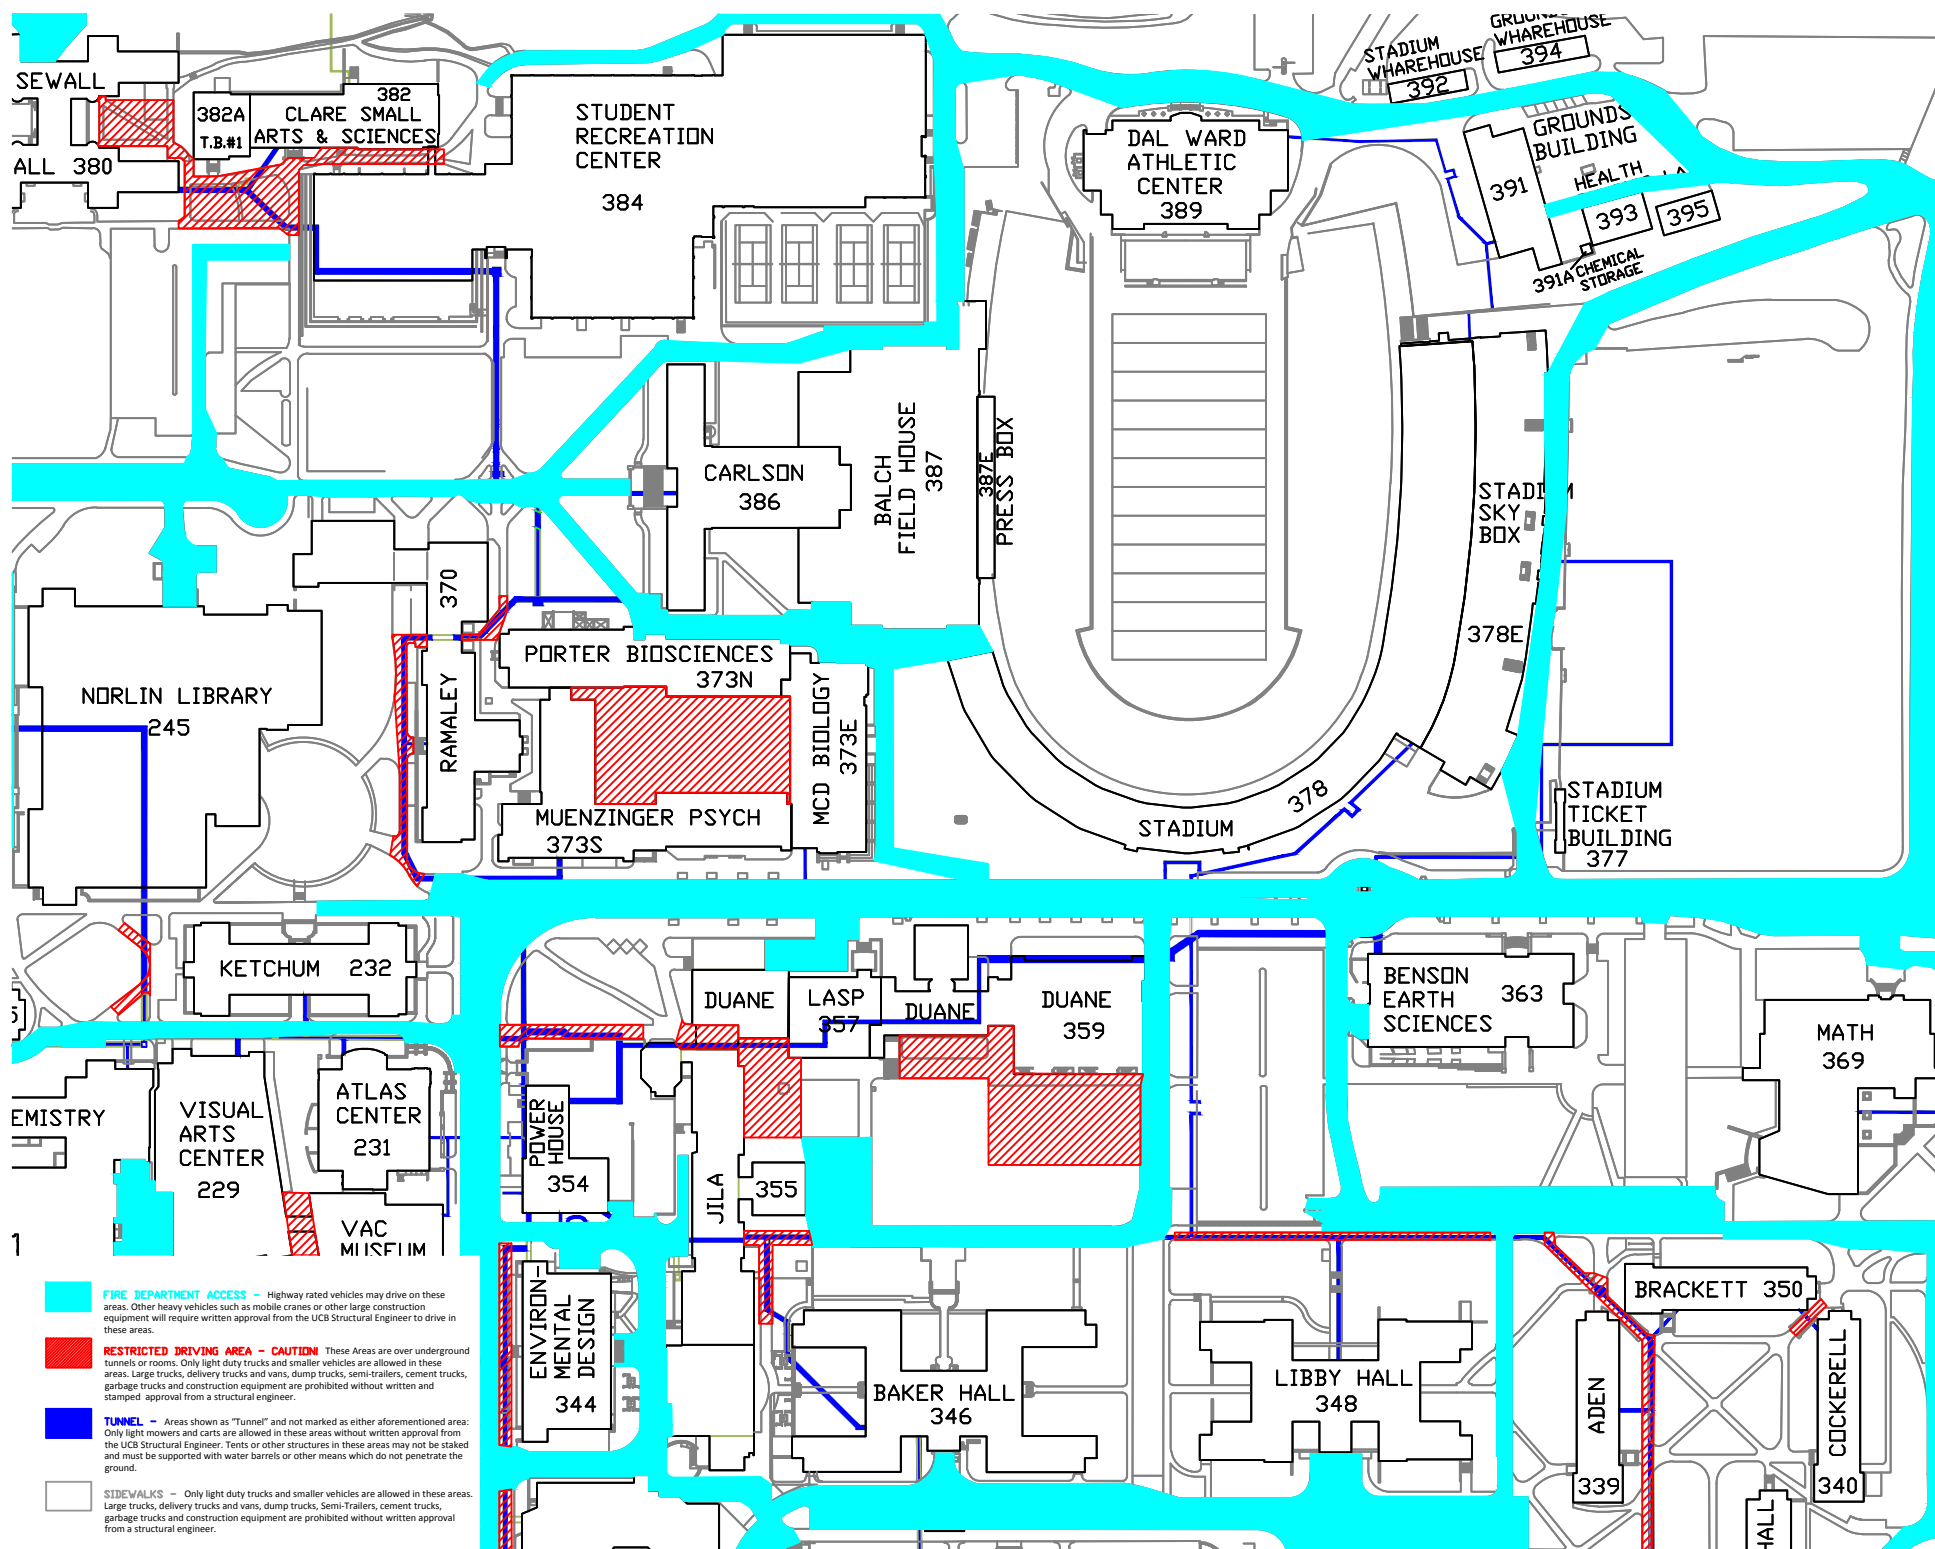 GROUNDS
WHAREHOUSE
394
STADIUM
WHAREHOUSE
392
SEWALL
ALL 380
382A
T.B.#1
382
CLARE SMALL
ARTS & SCIENCES
STUDENT
RECREATION
CENTER
384
DAL WARD
ATHLETIC
CENTER
389
GROUNDS
BUILDING
391
HEALTH
393
395
391A CHEMICAL
STORAGE
CARLSON
386
BALCH
FIELD HOUSE
387
387E
PRESS BOX
STADIUM
SKY
BOX
378E
370
NORLIN LIBRARY
245
RAMALEY
PORTER BIOSCIENCES
373N
MCD BIOLOGY
373E
MUENZINGER PSYCH
373S
378
STADIUM
STADIUM
TICKET
BUILDING
377
KETCHUM 232
DUANE
LASP
357
DUANE
DUANE
359
BENSON
EARTH
SCIENCES
363
MATH
369
EMISTRY
VISUAL
ARTS
CENTER
229
ATLAS
CENTER
231
POWER
HOUSE
354
JILA
355
VAC
MUSEUM
1
ENVIRON-
MENTAL
DESIGN
344
BAKER HALL
346
LIBBY HALL
348
BRACKETT 350
ADEN
339
COCKERELL
340
HALL
FIRE DEPARTMENT ACCESS – Highway rated vehicles may drive on these
areas. Other heavy vehicles such as mobile cranes or other large construction
equipment will require written approval from the UCB Structural Engineer to drive in
these areas.
RESTRICTED DRIVING AREA – CAUTION! These Areas are over underground
tunnels or rooms. Only light duty trucks and smaller vehicles are allowed in these
areas. Large trucks, delivery trucks and vans, dump trucks, semi-trailers, cement trucks,
garbage trucks and construction equipment are prohibited without written and
stamped approval from a structural engineer.
TUNNEL – Areas shown as "Tunnel" and not marked as either aforementioned area:
Only light mowers and carts are allowed in these areas without written approval from
the UCB Structural Engineer. Tents or other structures in these areas may not be staked
and must be supported with water barrels or other means which do not penetrate the
ground.
SIDEWALKS – Only light duty trucks and smaller vehicles are allowed in these areas.
Large trucks, delivery trucks and vans, dump trucks, Semi-Trailers, cement trucks,
garbage trucks and construction equipment are prohibited without written approval
from a structural engineer.